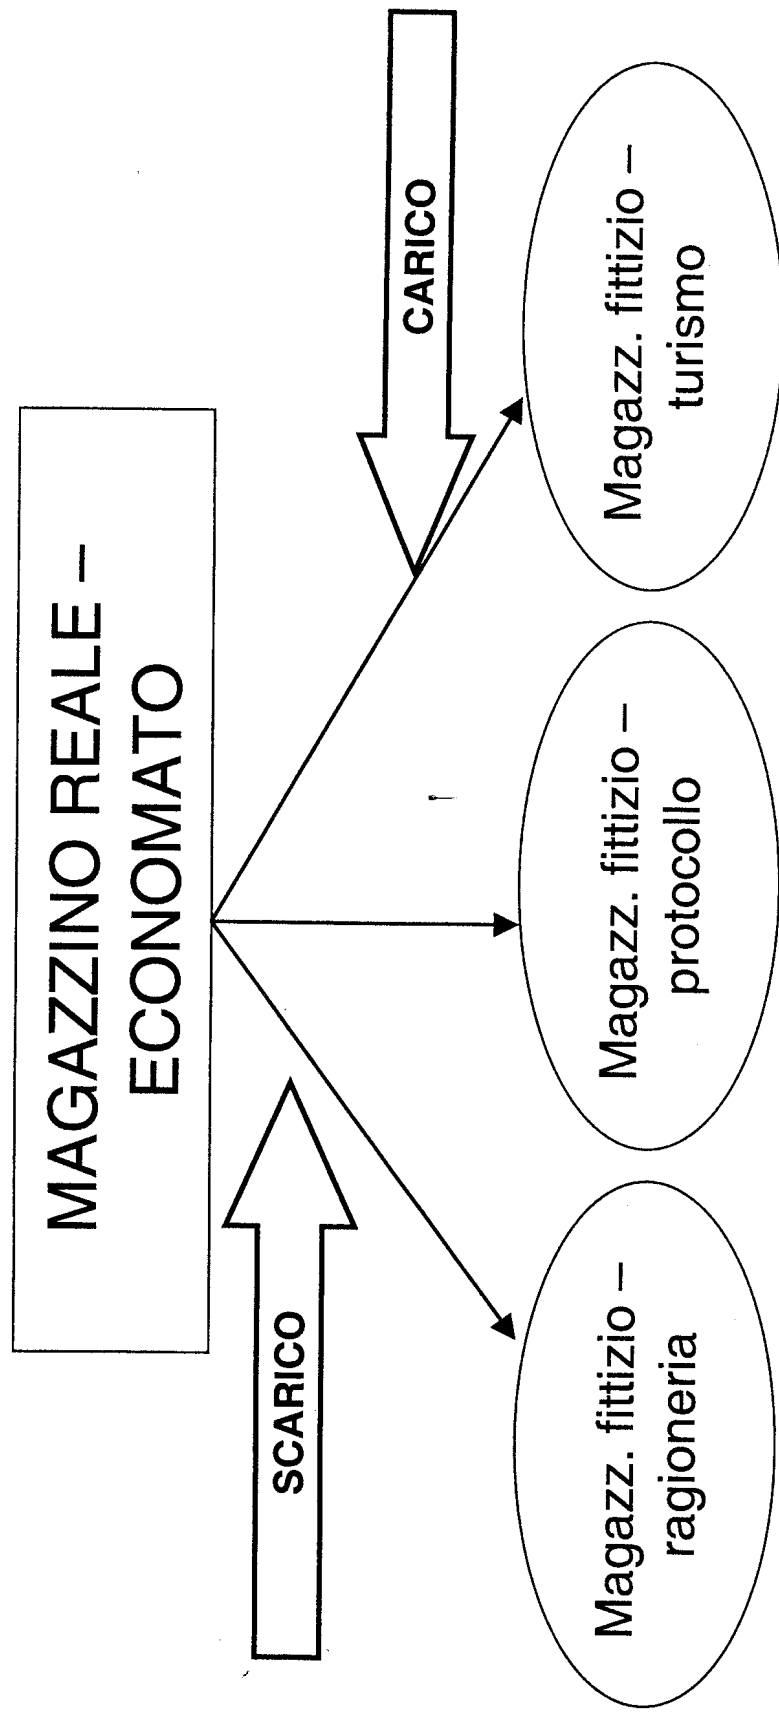 MAGAZZINO REALE –
ECONOMATO
SCARICO
CARICO
Magazz. fittizio –
ragioneria
Magazz. fittizio –
protocollo
Magazz. fittizio –
turismo